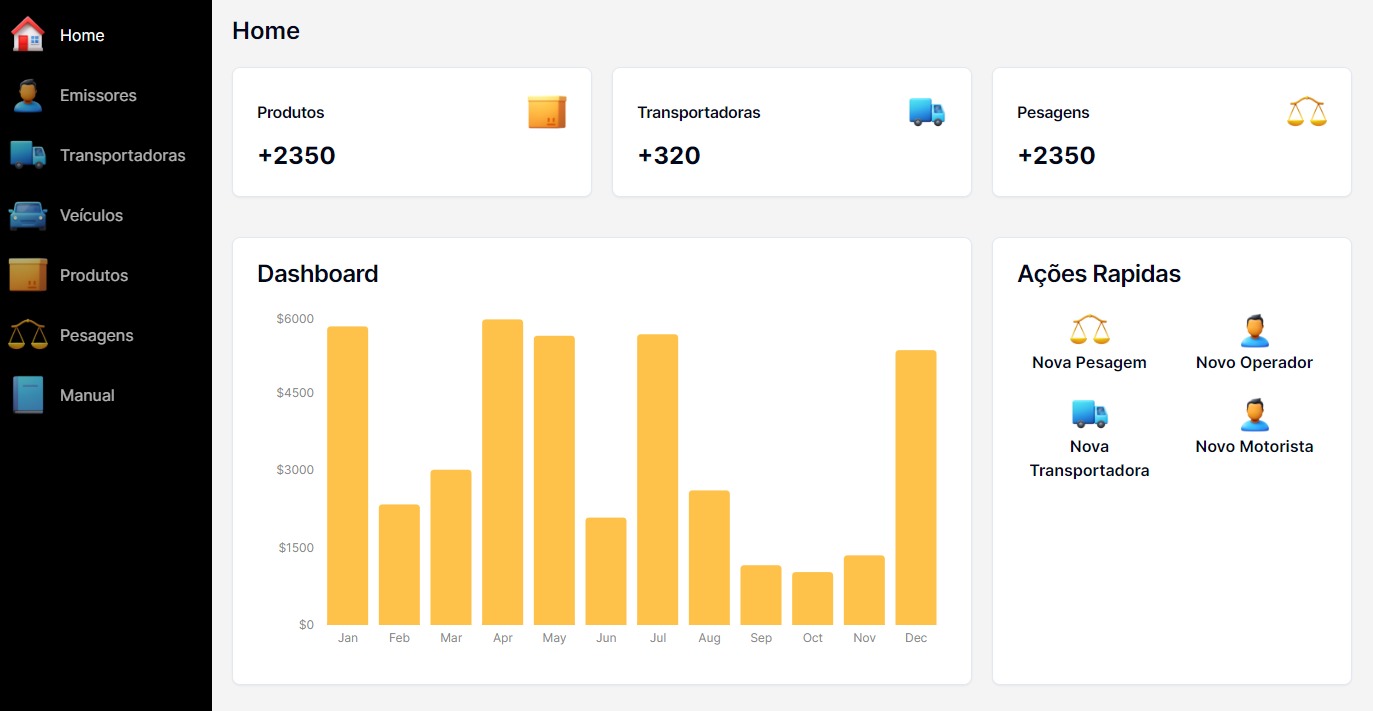 Home
Emissores
Transportadoras
Veículos
Produtos
Pesagens
Manual
Home
Produtos
+2350
Transportadoras
+320
Pesagens
+2350
Dashboard
$6000
$4500
$3000
$1500
$0
Jan Feb Mar Apr May Jun Jul Aug Sep Oct Nov Dec
Ações Rapidas
Nova Pesagem
Novo Operador
Nova
Transportadora
Novo Motorista